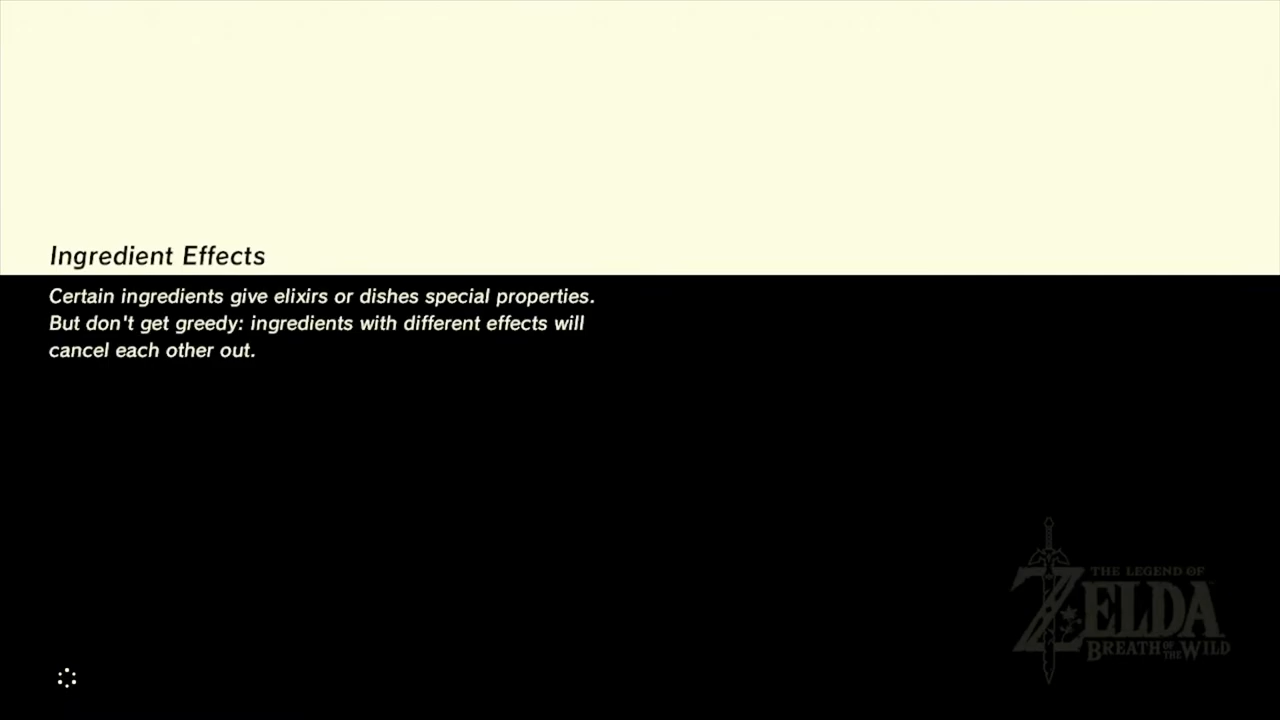 Ingredient Effects
Certain ingredients give elixirs or dishes special properties.
But don't get greedy: ingredients with different effects will
cancel each other out.
THE LEGEND OF
ZELDA
BREATH OF THE WILD